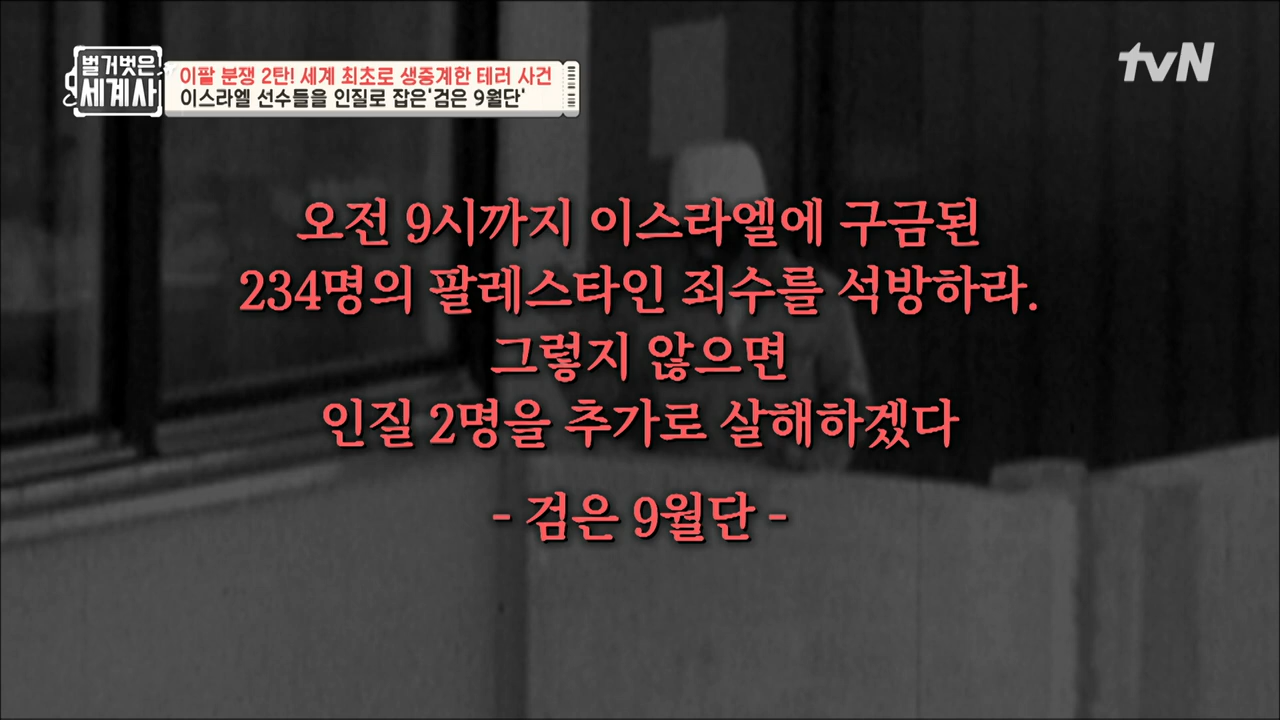 벌거벗은
세계사
이팔 분쟁 2탄! 세계 최초로 생중계한 테러 사건
이스라엘 선수들을 인질로 잡은'검은 9월단'
tvN
오전 9시까지 이스라엘에 구금된
234명의 팔레스타인 죄수를 석방하라.
그렇지 않으면
인질 2명을 추가로 살해하겠다
- 검은 9월단 -